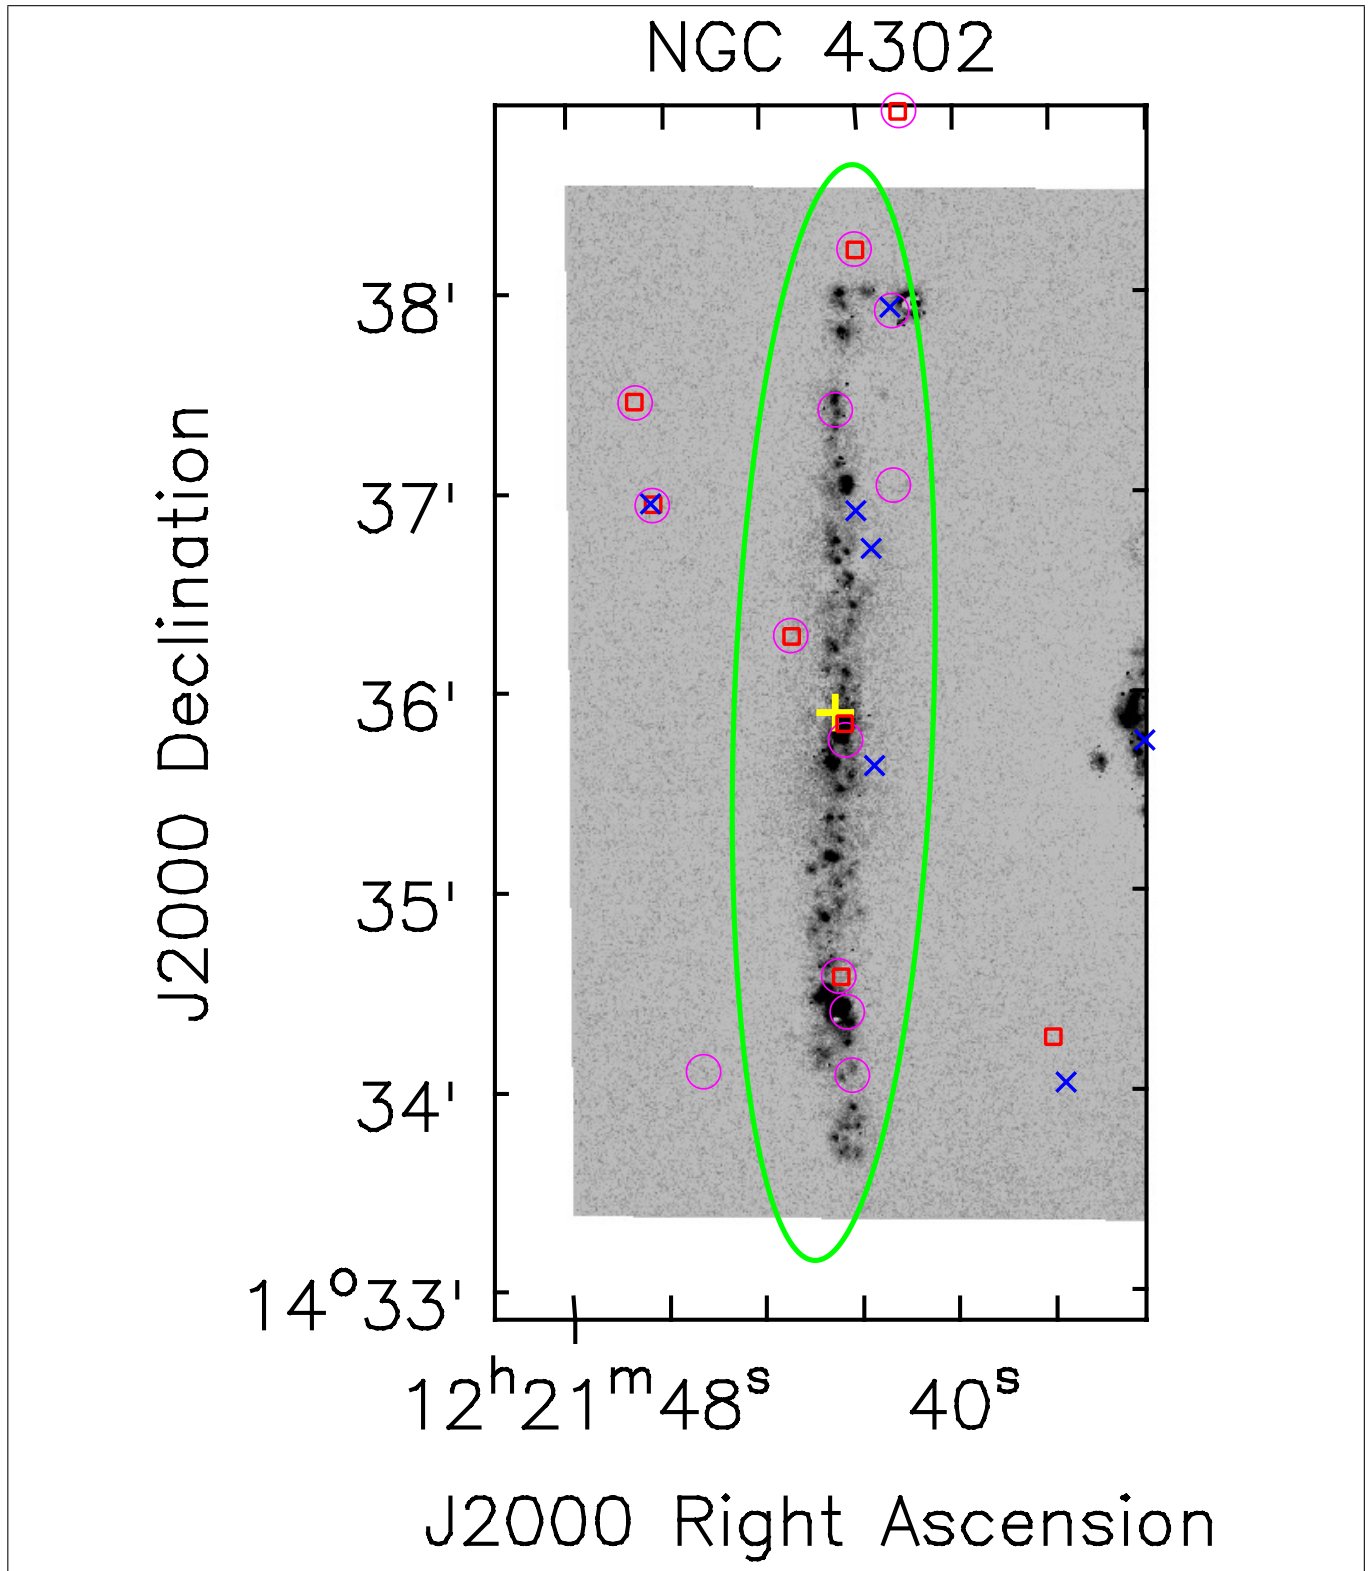 NGC 4302
38'
37'
36'
35'
34'
14°33'
J2000 Declination
12ʰ21ᵐ48ˢ 40ˢ
J2000 Right Ascension